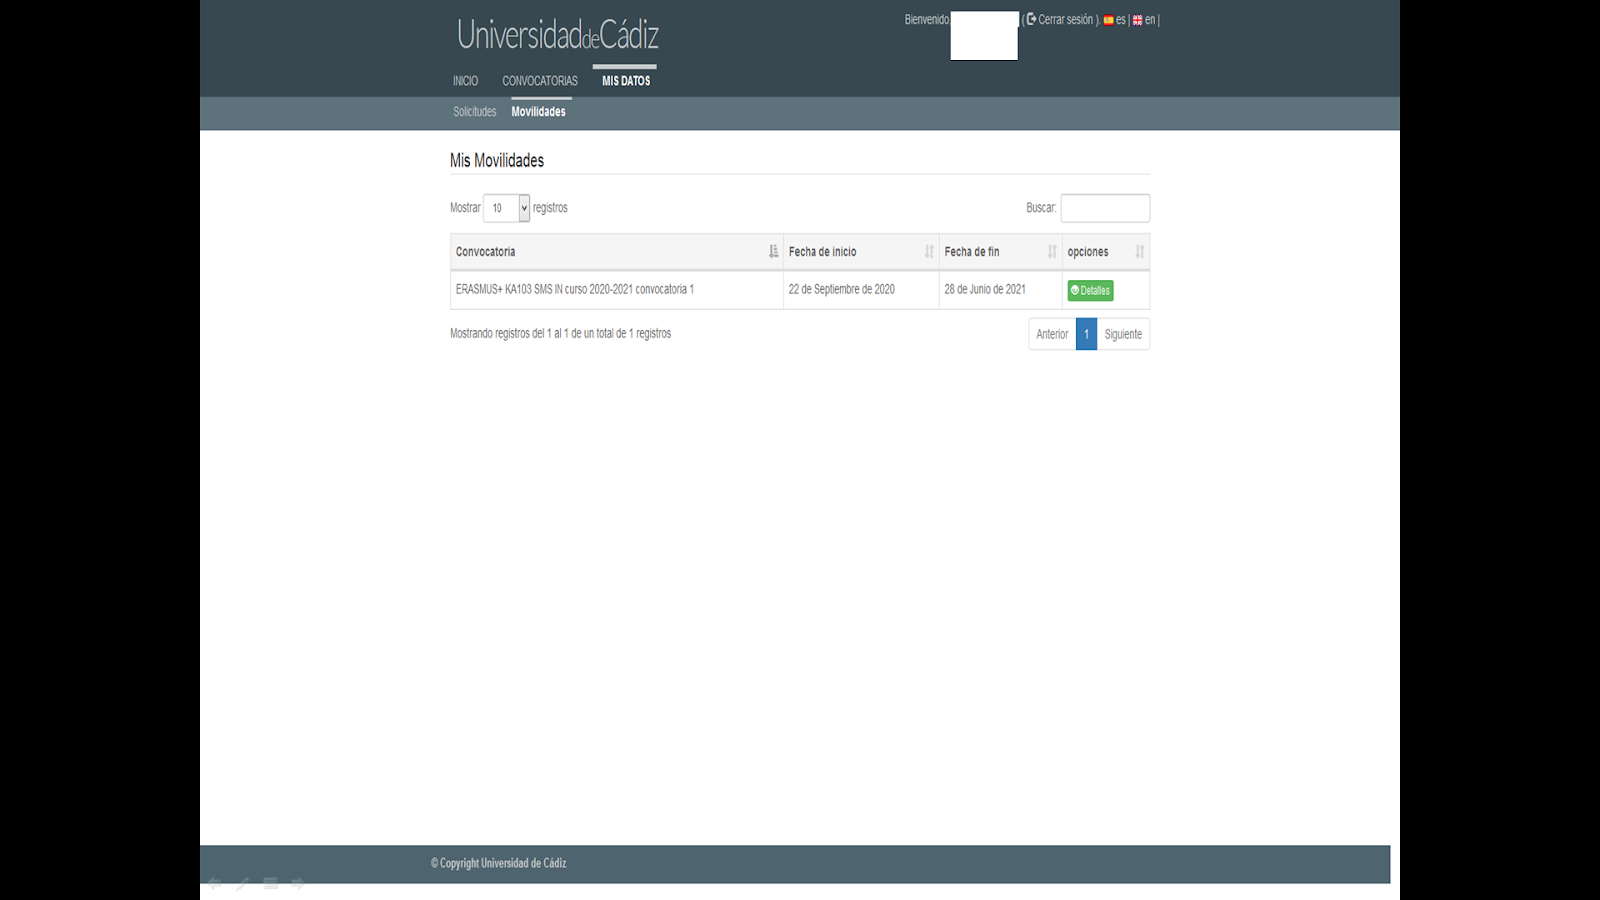 UniversidaddeCádiz
Bienvenido ( Cerrar sesión ). es | en |
INICIO CONVOCATORIAS MIS DATOS
Solicitudes Movilidades
Mis Movilidades
Mostrar 10 registros Buscar:
Convocatoria Fecha de inicio Fecha de fin opciones
ERASMUS+ KA103 SMS IN curso 2020-2021 convocatoria 1 22 de Septiembre de 2020 28 de Junio de 2021 Detalles
Mostrando registros del 1 al 1 de un total de 1 registros Anterior 1 Siguiente
© Copyright Universidad de Cádiz